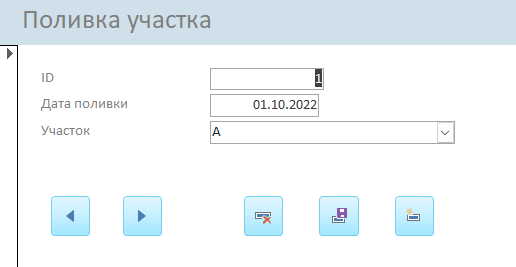 Поливка участка
ID 1
Дата поливки 01.10.2022
Участок А